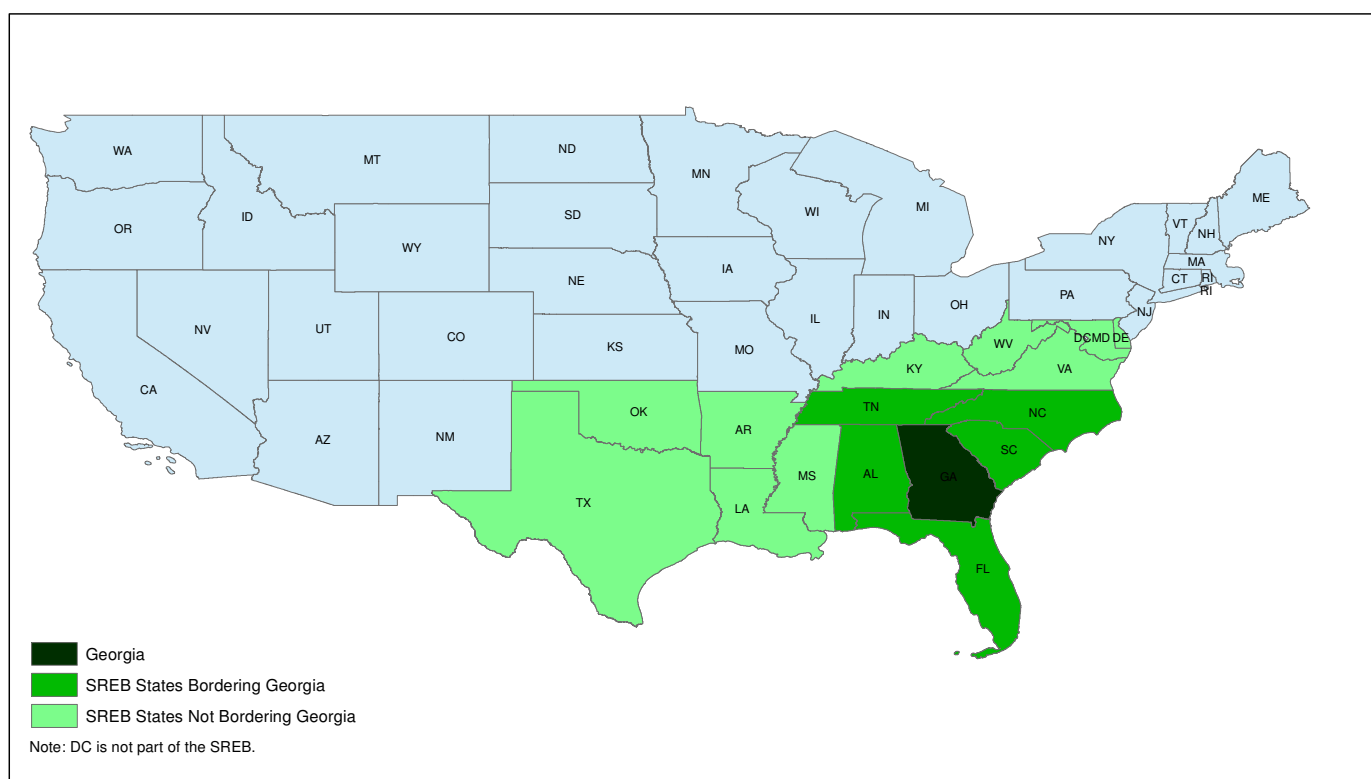 WA
MT
ND
MN
ME
OR
ID
WY
SD
WI
MI
NY
VT
NH
MA
CT
RI
RI
NV
UT
CO
NE
IA
IL
IN
OH
PA
NJ
CA
AZ
NM
KS
MO
KY
WV
DC
MD
DE
VA
OK
AR
TN
NC
TX
LA
MS
AL
GA
SC
FL
Georgia
SREB States Bordering Georgia
SREB States Not Bordering Georgia
Note: DC is not part of the SREB.